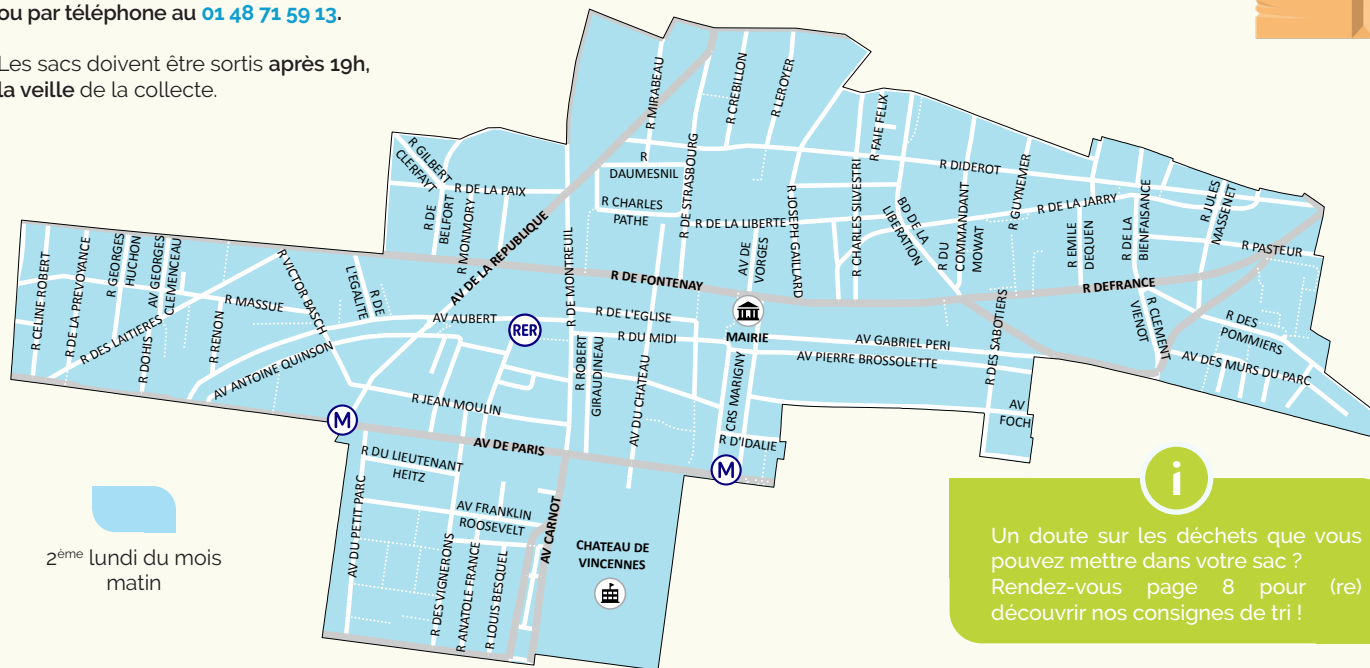 ou par téléphone au 01 48 71 59 13.
Les sacs doivent être sortis après 19h,
la veille de la collecte.
R MIRABEAU
R CREBILLON
R LEROYER
R FAIE FELIX
R GILBERT
CLERFAYT
R DE LA PAIX
R DE
BELFORT
R MONMORY
AV DE LA REPUBLIQUE
R
DAUMESNIL
R CHARLES
PATHE
R DE STRASBOURG
R DE LA LIBERTE
R JOSEPH GAILLARD
R CHARLES SILVESTRI
BD DE LA
LIBERATION
R DIDEROT
R DU
COMMANDANT
MOWAT
R GUYNEMER
R DE LA JARRY
R EMILE
DEQUEN
R DE LA
BIENFAISANCE
R JULES
MASSENET
R PASTEUR
R CELINE ROBERT
R DE LA PREVOYANCE
R GEORGES
HUCHON
AV GEORGES
CLEMENCEAU
R DES LAITIERES
R DOHIS
R RENON
R MASSUE
R VICTOR BASCH
R DE
L'EGALITE
AV ANTOINE QUINSON
AV AUBERT
RER
R DE MONTREUIL
R DE FONTENAY
AV DE
VORGES
R DE L'EGLISE
R DU MIDI
MAIRIE
R ROBERT
GIRAUDINEAU
AV DU CHATEAU
CRS MARIGNY
R D'IDALIE
AV GABRIEL PERI
AV PIERRE BROSSOLETTE
R DES SABOTIERS
AV
FOCH
R DEFRANCE
R CLEMENT
VIENOT
R DES
POMMIERS
AV DES MURS DU PARC
R JEAN MOULIN
M
AV DE PARIS
M
R DU LIEUTENANT
HEITZ
AV DU PETIT PARC
AV FRANKLIN
ROOSEVELT
R DES VIGNERONS
R ANATOLE FRANCE
R LOUIS BESQUEL
AV CARNOT
CHATEAU DE
VINCENNES
2ème lundi du mois
matin
i
Un doute sur les déchets que vous
pouvez mettre dans votre sac ?
Rendez-vous page 8 pour (re)
découvrir nos consignes de tri !